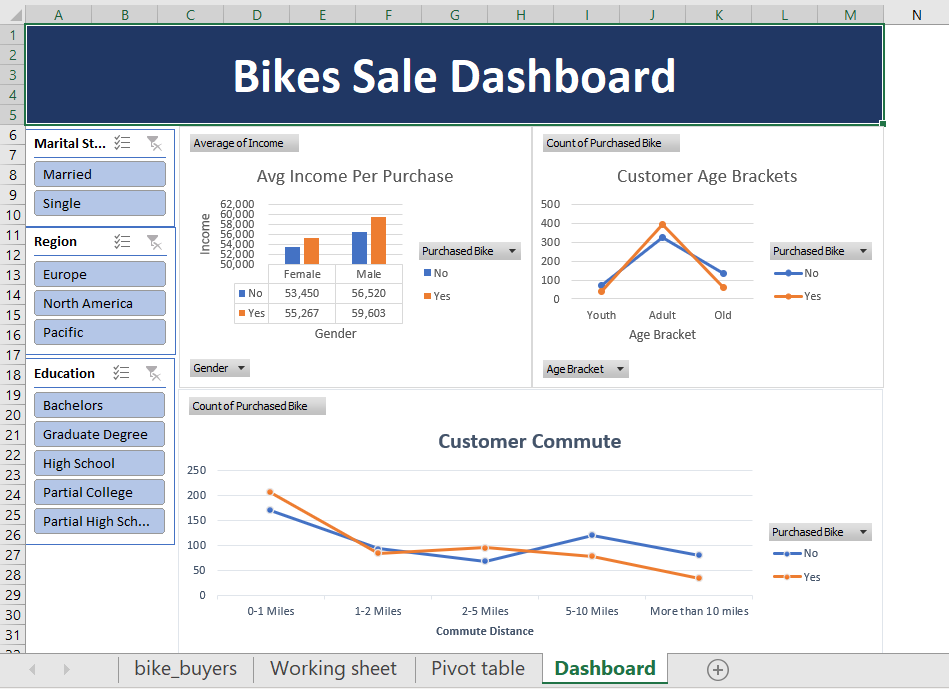 A B C D E F G H I J K L M N
1
2
3
4
5
6
7
8
9
10
11
12
13
14
15
16
17
18
19
20
21
22
23
24
25
26
27
28
29
30
31
Bikes Sale Dashboard
Marital St...
Married
Single
Region
Europe
North America
Pacific
Education
Bachelors
Graduate Degree
High School
Partial College
Partial High Sch...
Average of Income
Avg Income Per Purchase
Income
62,000
60,000
58,000
56,000
54,000
52,000
50,000
Female Male
No 53,450 56,520
Yes 55,267 59,603
Gender
Purchased Bike
No
Yes
Gender
Count of Purchased Bike
Customer Age Brackets
500
400
300
200
100
0
Youth Adult Old
Age Bracket
Purchased Bike
No
Yes
Age Bracket
Count of Purchased Bike
Customer Commute
250
200
150
100
50
0
0-1 Miles 1-2 Miles 2-5 Miles 5-10 Miles More than 10 miles
Commute Distance
Purchased Bike
No
Yes
bike_buyers Working sheet Pivot table Dashboard